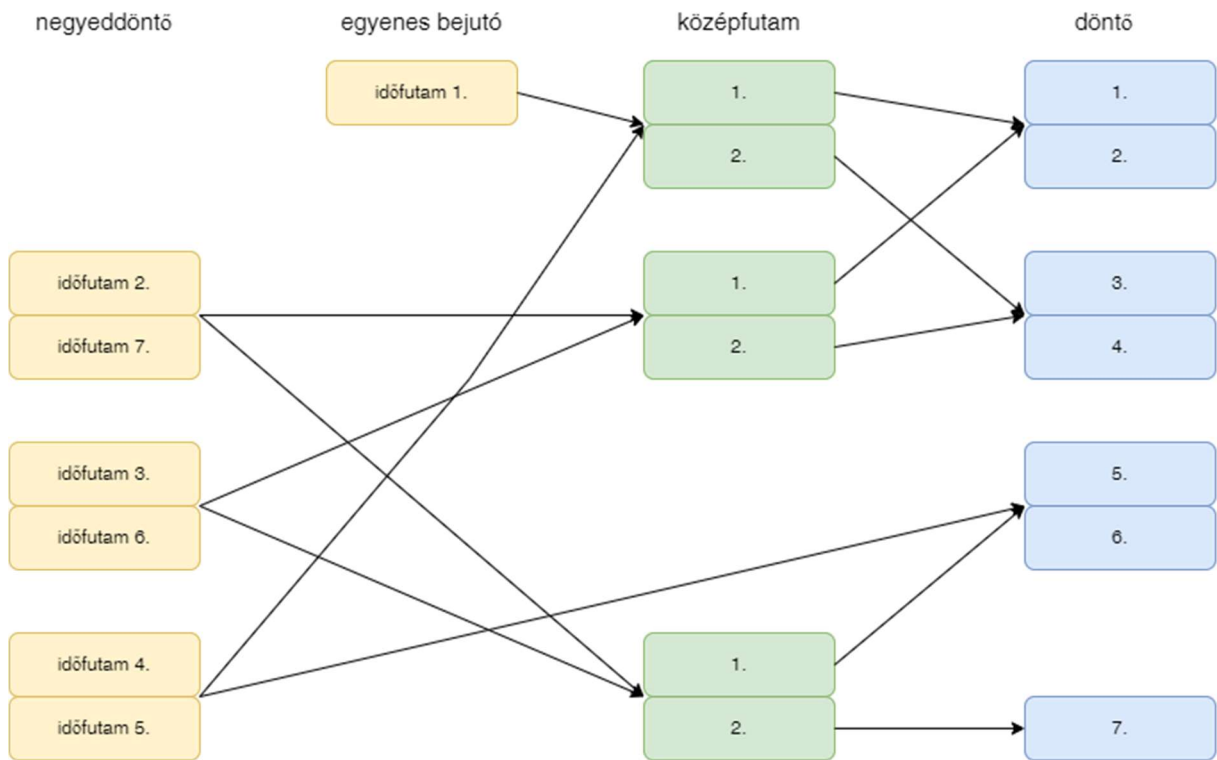 negyeddöntő egyenes bejutó középfutam döntő
időfutam 1. 1. 1.
2. 2.
időfutam 2. 1. 3.
időfutam 7. 2. 4.
időfutam 3. 5.
időfutam 6. 6.
időfutam 4. 1.
időfutam 5. 2. 7.